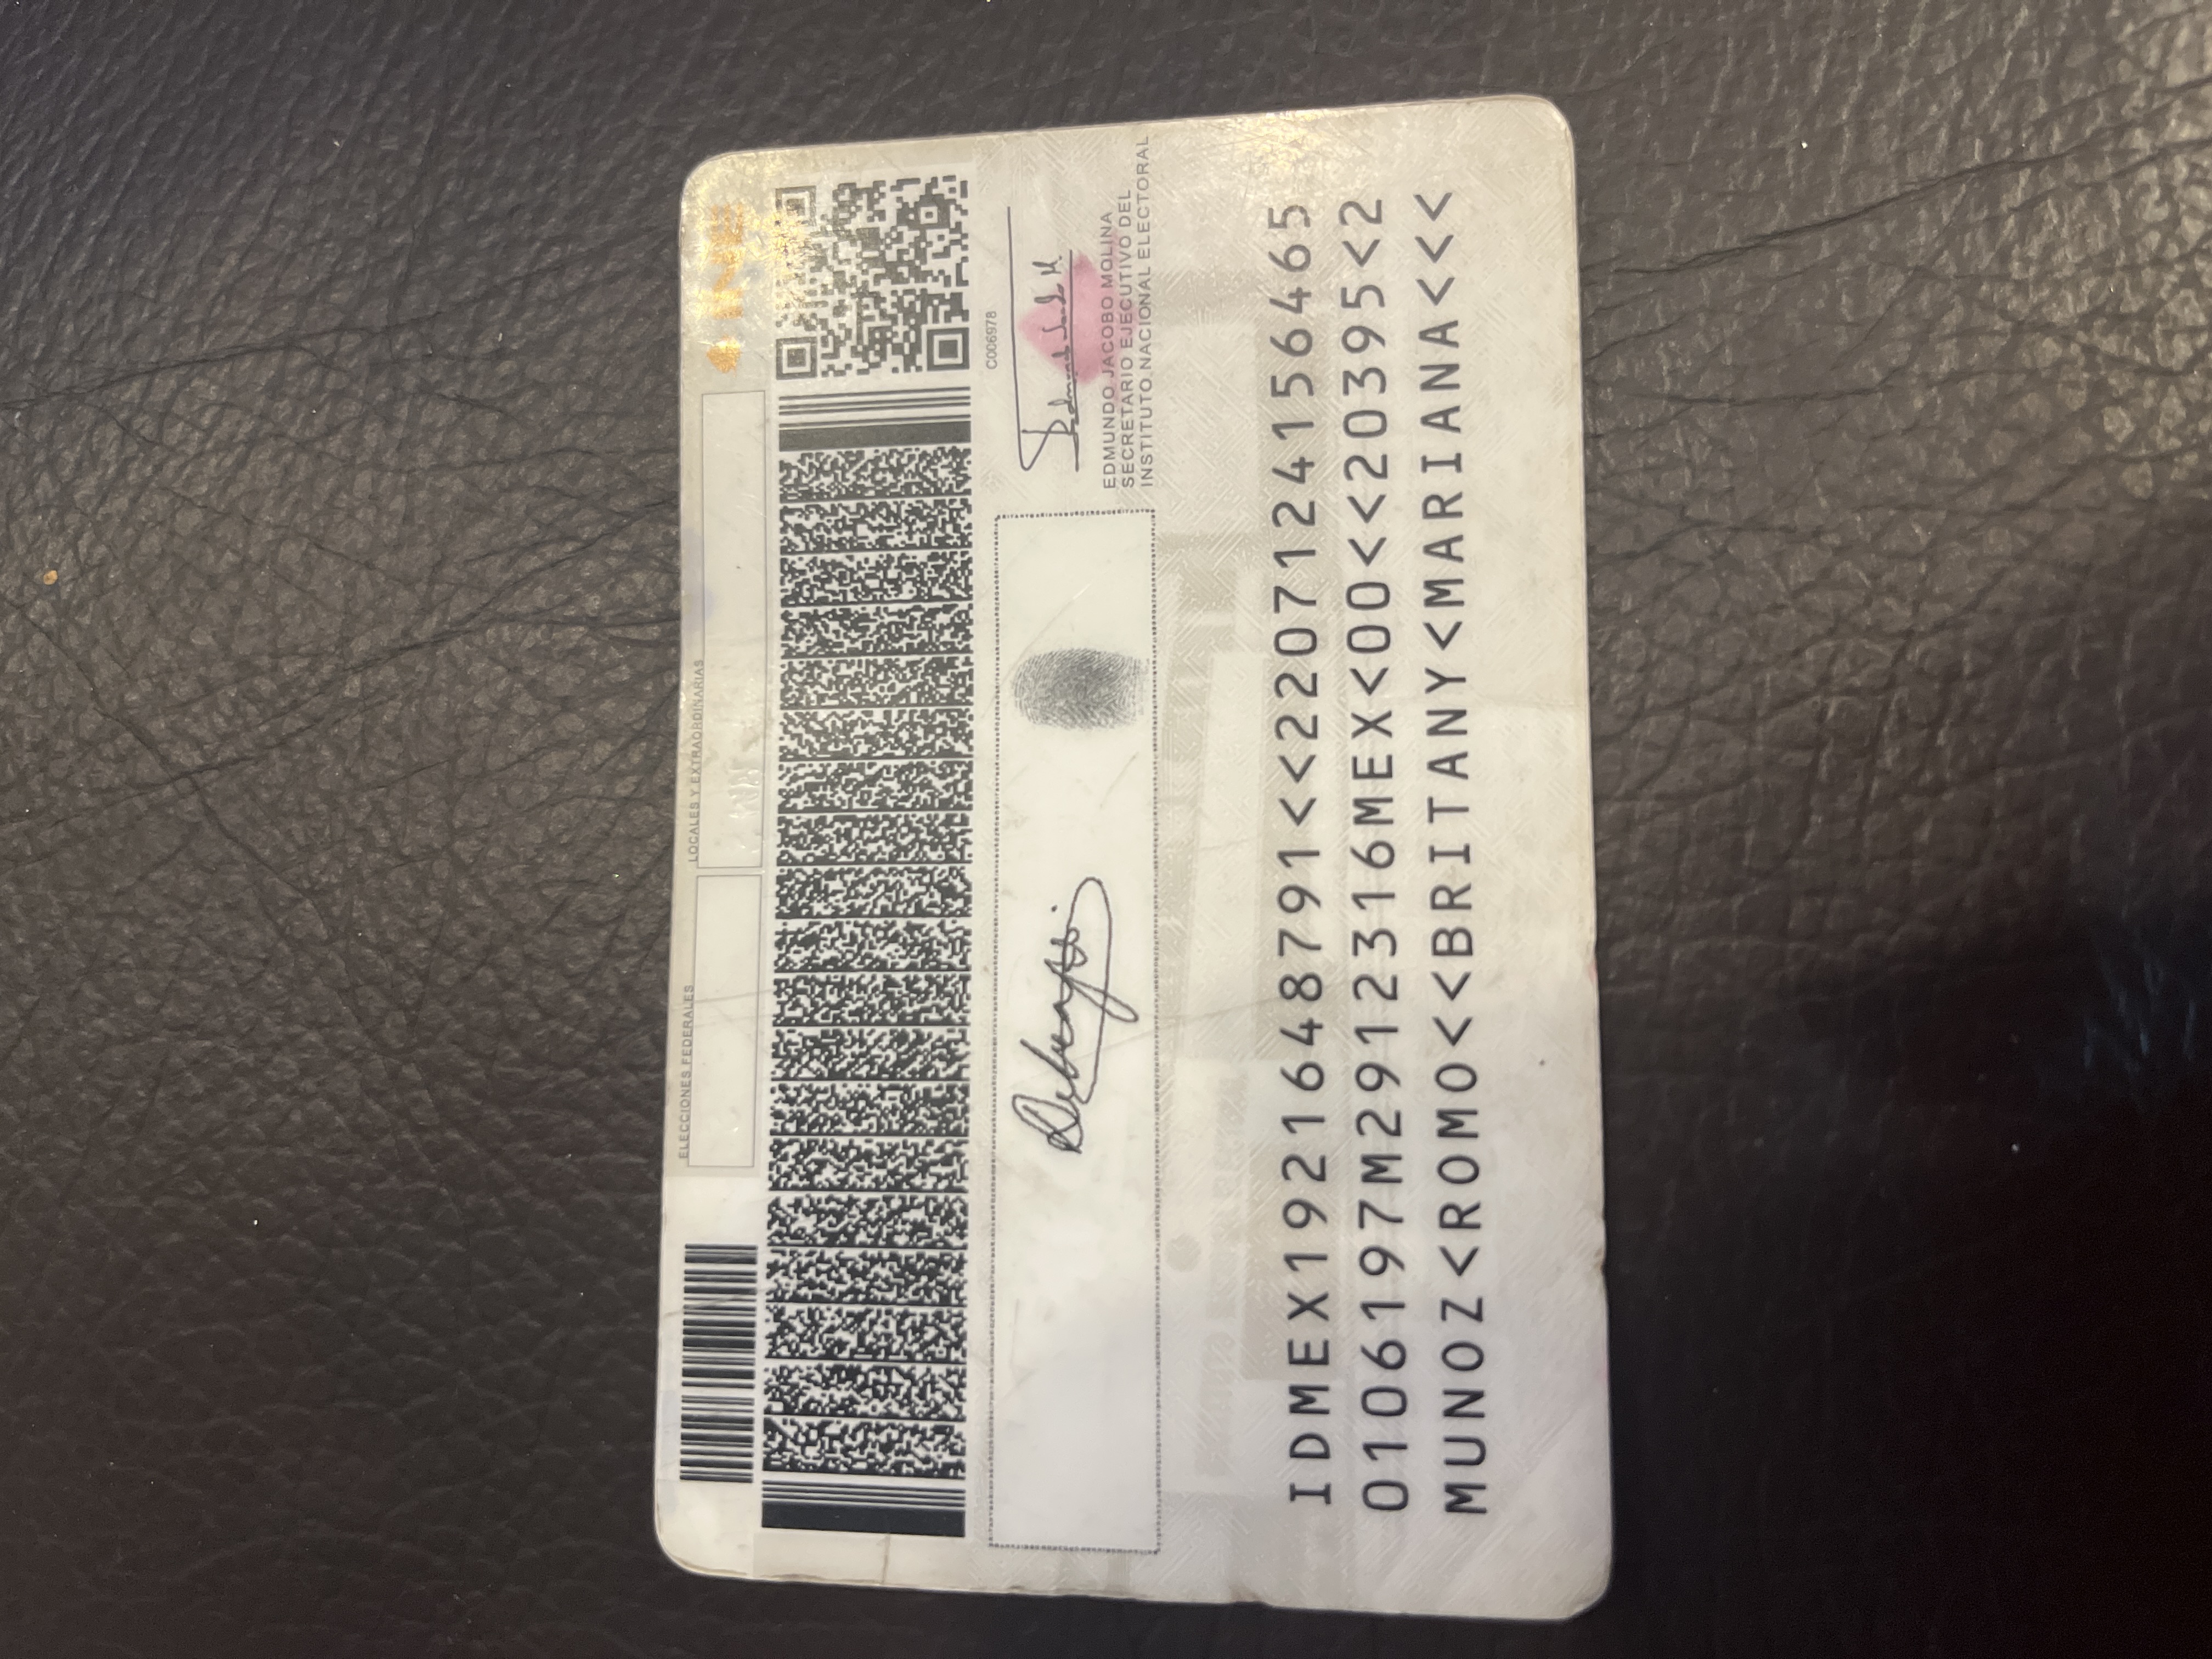 ELECCIONES FEDERALES
LOCALES Y EXTRAORDINARIAS
INE
C006978
EDMUNDO JACOBO MOLINA
SECRETARIO EJECUTIVO DEL
INSTITUTO NACIONAL ELECTORAL
IDMEX1921648791<<2207124156465
0106197M2912316MEX<00<<20395<2
MUNOZ<ROMO<<BRITANY<MARIANA<<<